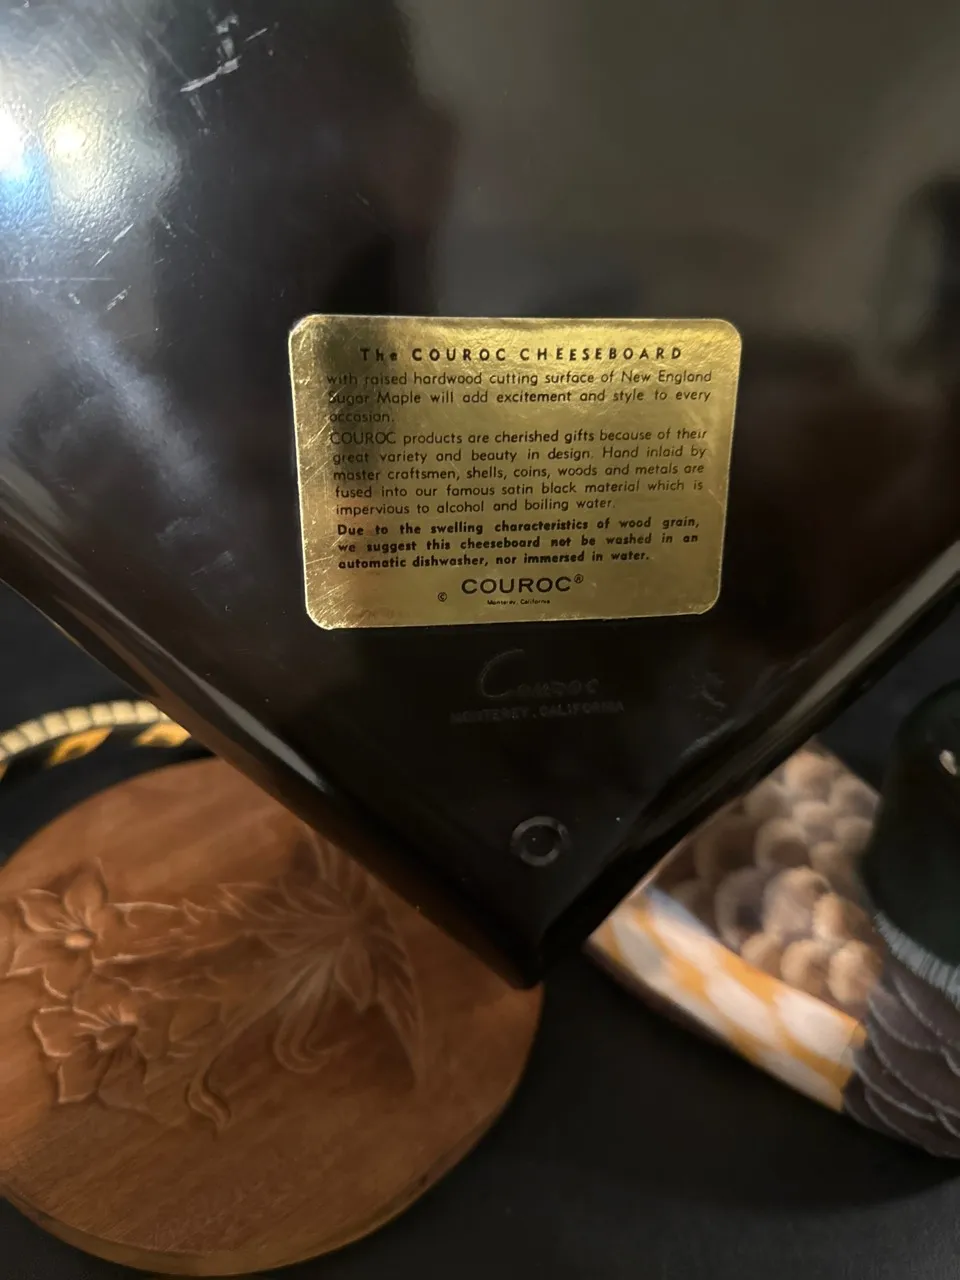 The COUROC CHEESEBOARD
with raised hardwood cutting surface of New England
Sugar Maple will add excitement and style to every
occasion.
COUROC products are cherished gifts because of their
great variety and beauty in design. Hand inlaid by
master craftsmen, shells, coins, woods and metals are
fused into our famous satin black material which is
impervious to alcohol and boiling water.
Due to the swelling characteristics of wood grain,
we suggest this cheeseboard not be washed in an
automatic dishwasher, nor immersed in water.
© COUROC®
Monterey, California
Couroc
MONTEREY, CALIFORNIA